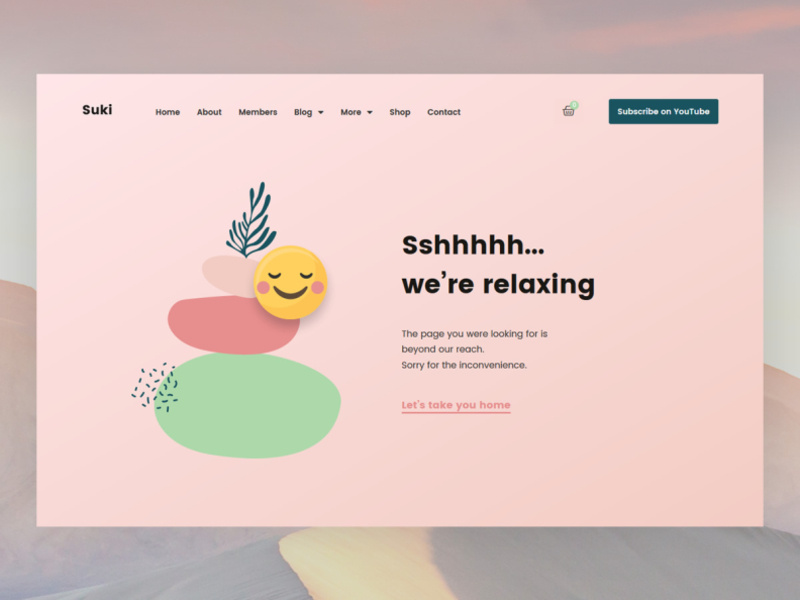 Suki Home About Members Blog More Shop Contact Subscribe on YouTube
Sshhhhh...
we're relaxing
The page you were looking for is
beyond our reach.
Sorry for the inconvenience.
Let's take you home